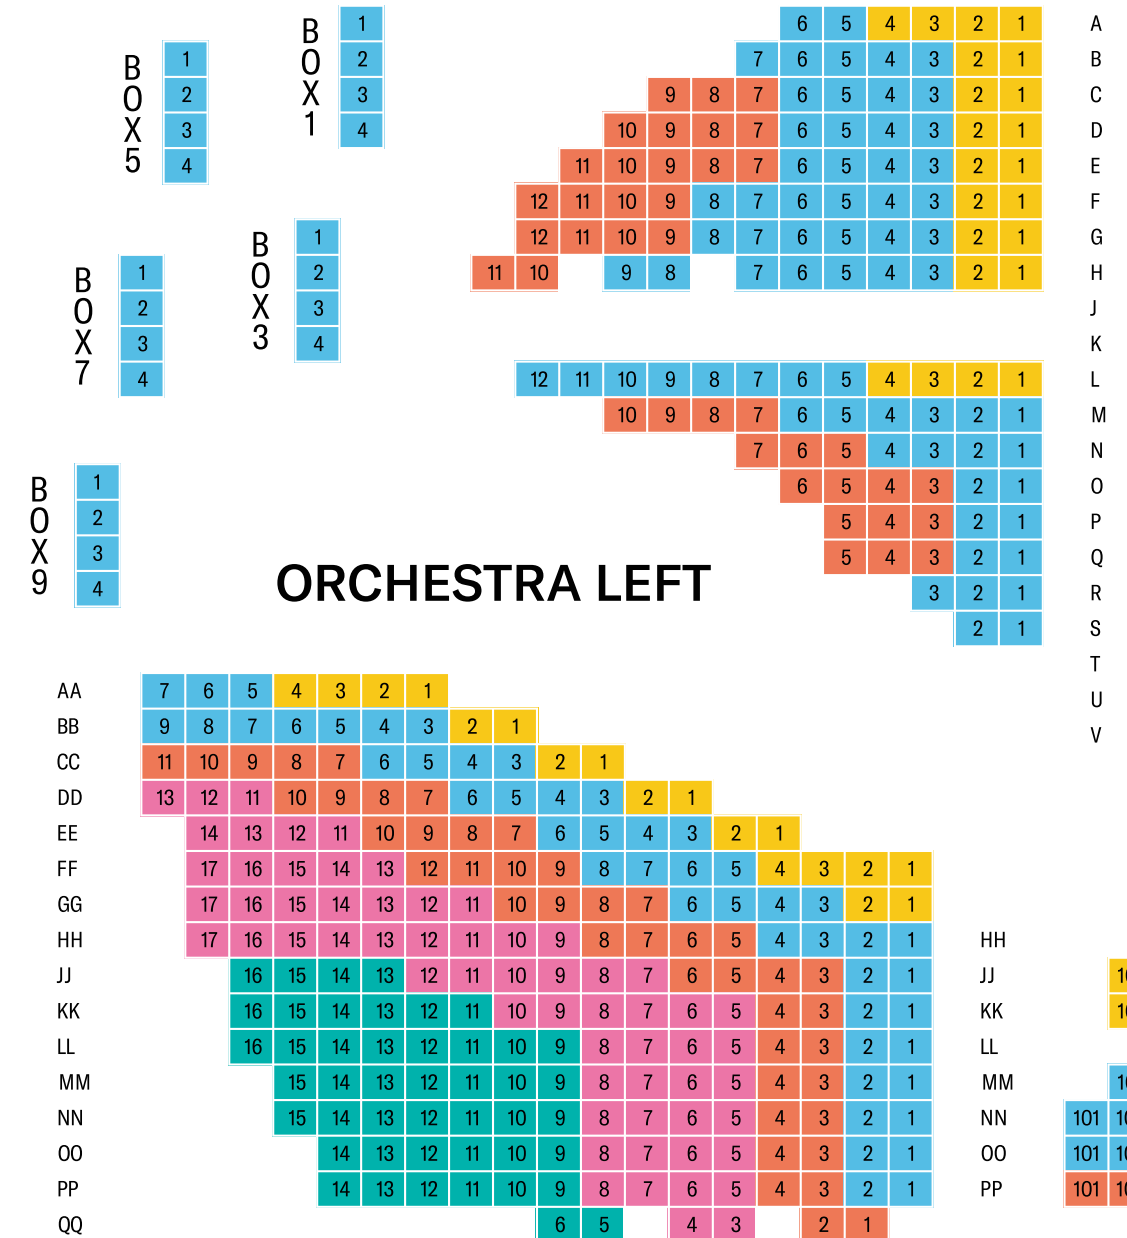 BOX 5
1
2
3
4
BOX 1
1
2
3
4
6 5 4 3 2 1 A
7 6 5 4 3 2 1 B
9 8 7 6 5 4 3 2 1 C
10 9 8 7 6 5 4 3 2 1 D
11 10 9 8 7 6 5 4 3 2 1 E
12 11 10 9 8 7 6 5 4 3 2 1 F
12 11 10 9 8 7 6 5 4 3 2 1 G
11 10 9 8 7 6 5 4 3 2 1 H
J
K
BOX 7
1
2
3
4
BOX 3
1
2
3
4
12 11 10 9 8 7 6 5 4 3 2 1 L
10 9 8 7 6 5 4 3 2 1 M
7 6 5 4 3 2 1 N
6 5 4 3 2 1 O
5 4 3 2 1 P
5 4 3 2 1 Q
3 2 1 R
2 1 S
T
U
V
BOX 9
1
2
3
4
ORCHESTRA LEFT
AA 7 6 5 4 3 2 1
BB 9 8 7 6 5 4 3 2 1
CC 11 10 9 8 7 6 5 4 3 2 1
DD 13 12 11 10 9 8 7 6 5 4 3 2 1
EE 14 13 12 11 10 9 8 7 6 5 4 3 2 1
FF 17 16 15 14 13 12 11 10 9 8 7 6 5 4 3 2 1
GG 17 16 15 14 13 12 11 10 9 8 7 6 5 4 3 2 1
HH 17 16 15 14 13 12 11 10 9 8 7 6 5 4 3 2 1 HH
JJ 16 15 14 13 12 11 10 9 8 7 6 5 4 3 2 1 JJ
KK 16 15 14 13 12 11 10 9 8 7 6 5 4 3 2 1 KK
LL 16 15 14 13 12 11 10 9 8 7 6 5 4 3 2 1 LL
MM 15 14 13 12 11 10 9 8 7 6 5 4 3 2 1 MM
NN 15 14 13 12 11 10 9 8 7 6 5 4 3 2 1 NN 101
OO 14 13 12 11 10 9 8 7 6 5 4 3 2 1 OO 101
PP 14 13 12 11 10 9 8 7 6 5 4 3 2 1 PP 101
QQ 6 5 4 3 2 1